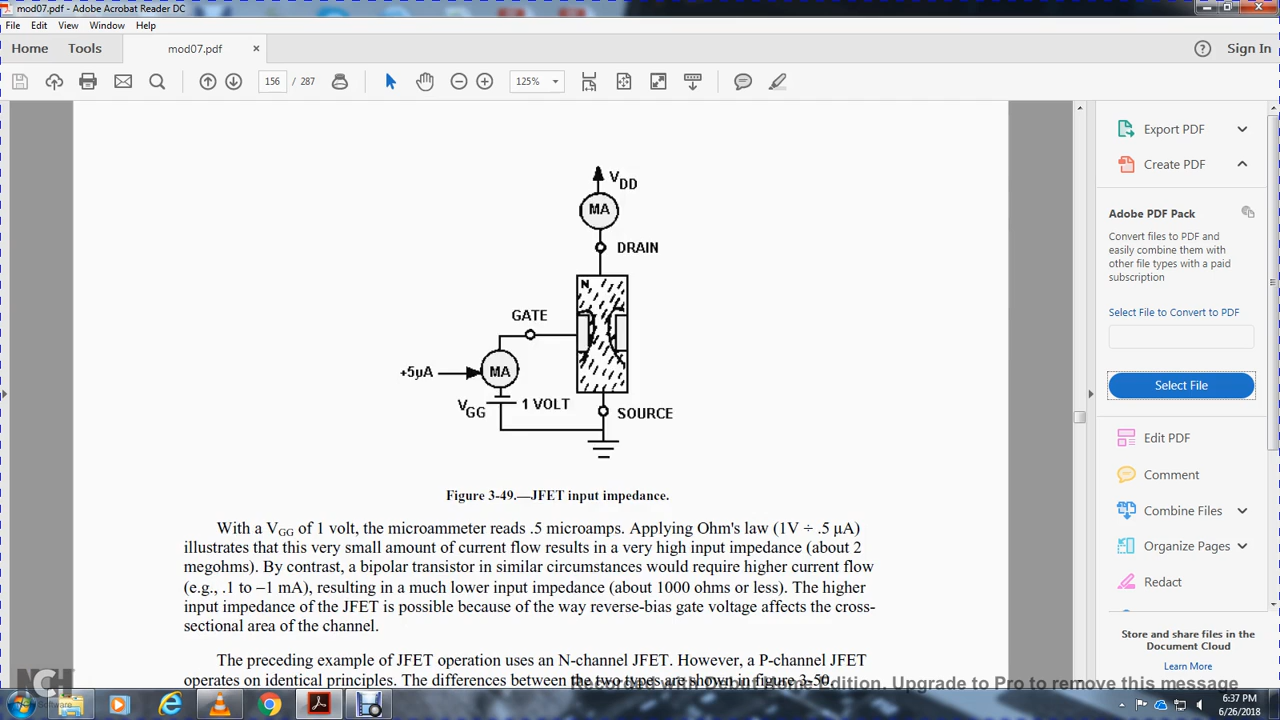 mod07.pdf - Adobe Acrobat Reader DC
File Edit View Window Help
Home Tools mod07.pdf × Sign In
156 / 287 125%
V DD
MA
DRAIN
N
GATE
+5µA MA
V GG 1 VOLT
SOURCE
Figure 3-49.—JFET input impedance.
With a VGG of 1 volt, the microammeter reads .5 microamps. Applying Ohm's law (1V ÷ .5 µA)
illustrates that this very small amount of current flow results in a very high input impedance (about 2
megohms). By contrast, a bipolar transistor in similar circumstances would require higher current flow
(e.g., .1 to −1 mA), resulting in a much lower input impedance (about 1000 ohms or less). The higher
input impedance of the JFET is possible because of the way reverse-bias gate voltage affects the cross-
sectional area of the channel.
The preceding example of JFET operation uses an N-channel JFET. However, a P-channel JFET
operates on identical principles. The differences between the two types are shown in figure 3-50.
Export PDF
Create PDF
Adobe PDF Pack
Convert files to PDF and
easily combine them with
other file types with a paid
subscription
Select File to Convert to PDF
Select File
Edit PDF
Comment
Combine Files
Organize Pages
Redact
Store and share files in the
Document Cloud
Learn More
NCH Software
Recorded with Debut Home Edition, Upgrade to Pro to remove this message
6:37 PM
6/26/2018